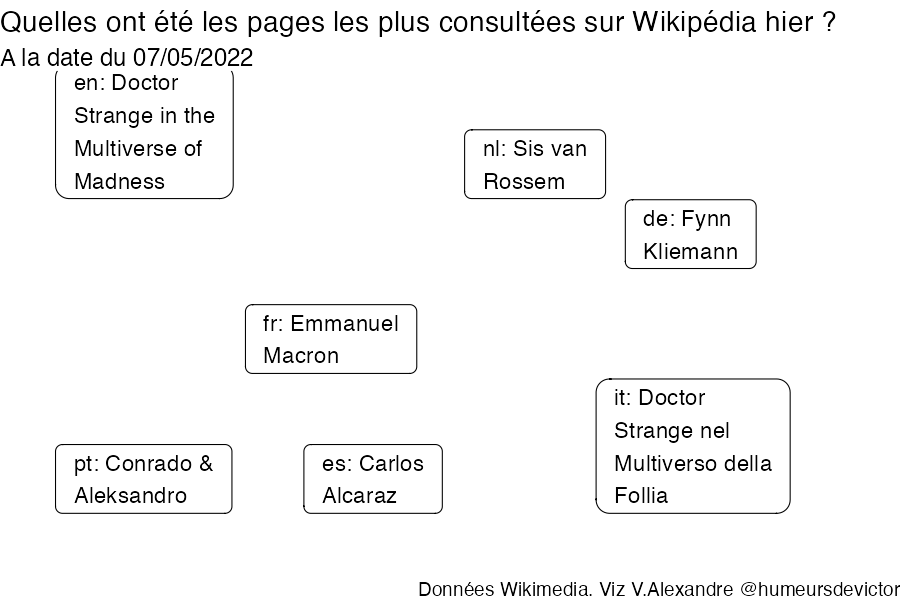 Quelles ont été les pages les plus consultées sur Wikipédia hier ?
A la date du 07/05/2022
en: Doctor
Strange in the
Multiverse of
Madness
nl: Sis van
Rossem
de: Fynn
Kliemann
fr: Emmanuel
Macron
it: Doctor
Strange nel
Multiverso della
Follia
pt: Conrado &
Aleksandro
es: Carlos
Alcaraz
Données Wikimedia. Viz V.Alexandre @humeursdevictor